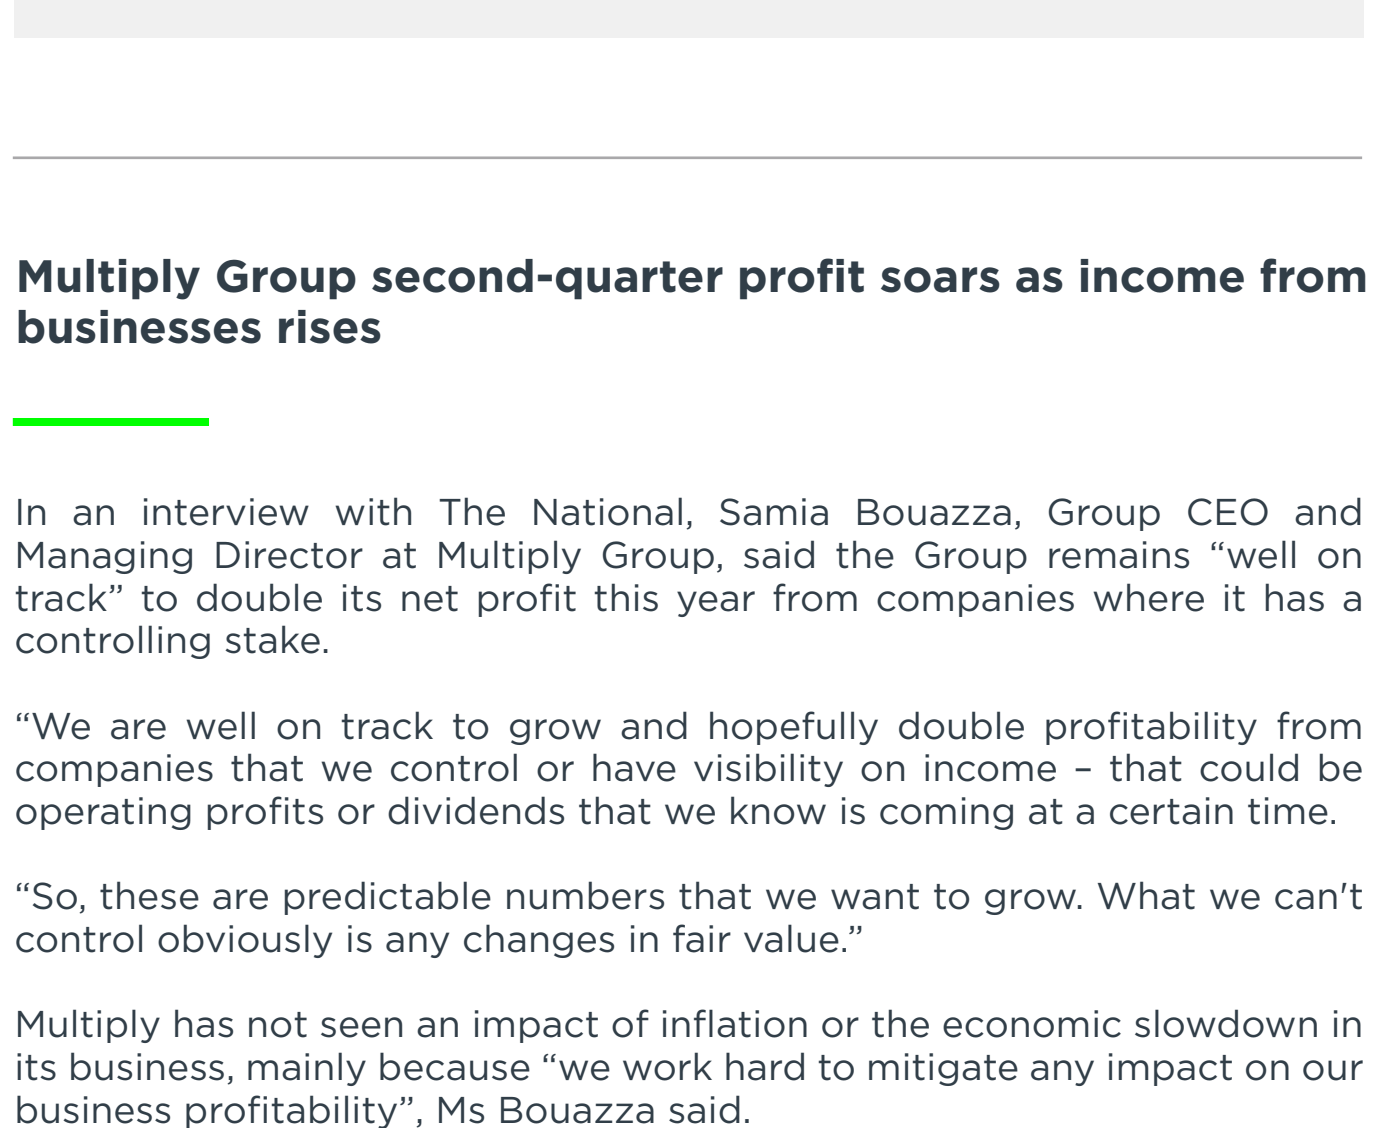 Multiply Group second-quarter profit soars as income from
businesses rises
In an interview with The National, Samia Bouazza, Group CEO and
Managing Director at Multiply Group, said the Group remains “well on
track” to double its net profit this year from companies where it has a
controlling stake.
“We are well on track to grow and hopefully double profitability from
companies that we control or have visibility on income – that could be
operating profits or dividends that we know is coming at a certain time.
“So, these are predictable numbers that we want to grow. What we can't
control obviously is any changes in fair value.”
Multiply has not seen an impact of inflation or the economic slowdown in
its business, mainly because “we work hard to mitigate any impact on our
business profitability”, Ms Bouazza said.